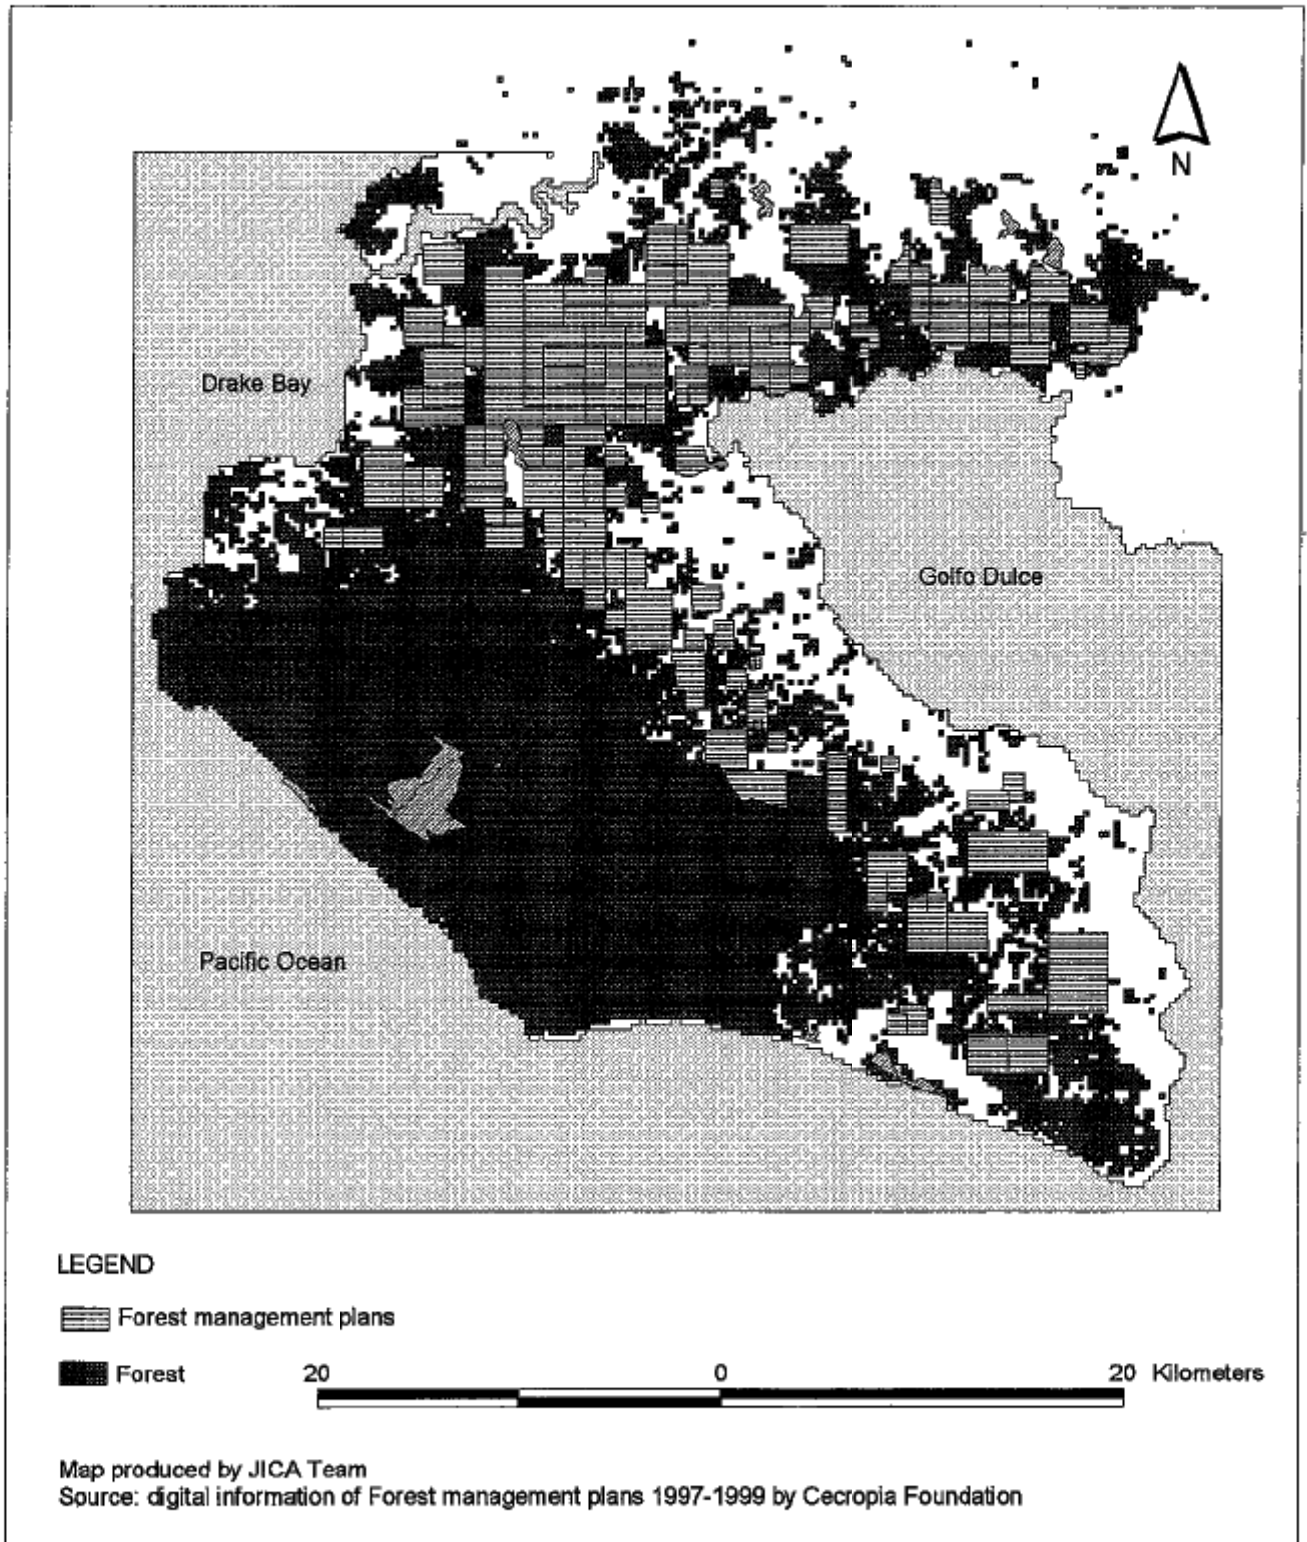 N
Drake Bay
Golfo Dulce
Pacific Ocean
LEGEND
Forest management plans
Forest
20 0 20 Kilometers
Map produced by JICA Team
Source: digital information of Forest management plans 1997-1999 by Cecropia Foundation